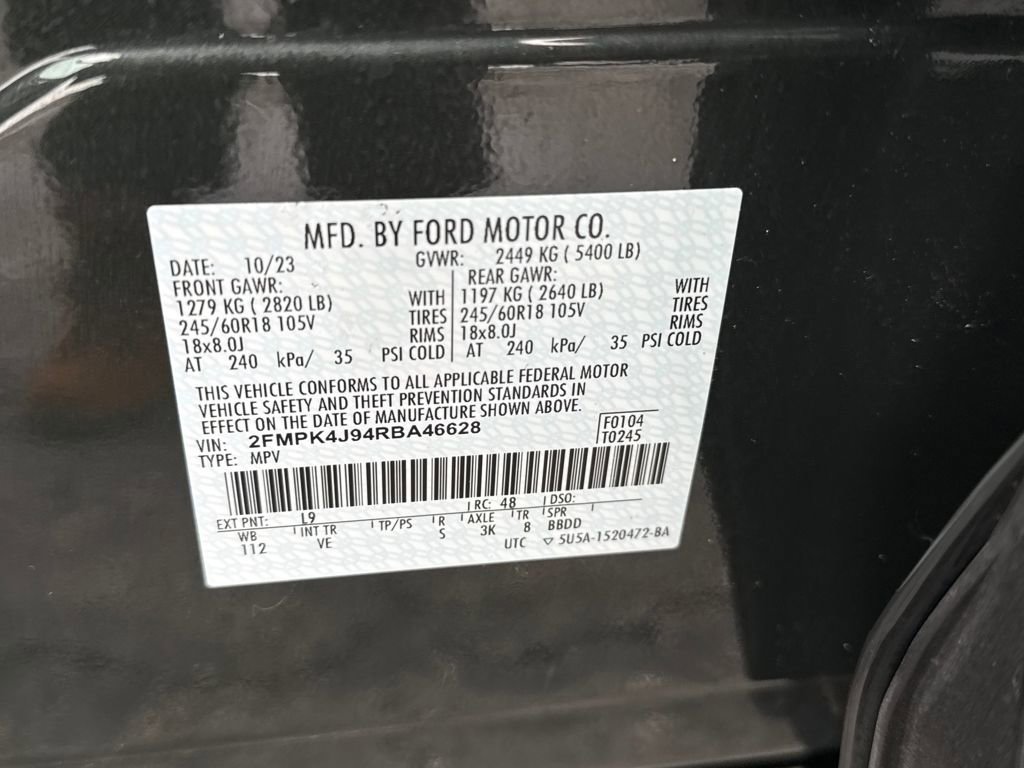 MFD. BY FORD MOTOR CO.
DATE: 10/23 GVWR: 2449 KG ( 5400 LB)
FRONT GAWR: REAR GAWR:
1279 KG ( 2820 LB) WITH 1197 KG ( 2640 LB) WITH
245/60R18 105V TIRES 245/60R18 105V TIRES
18x8.0J RIMS 18x8.0J RIMS
AT 240 kPa/ 35 PSI COLD AT 240 kPa/ 35 PSI COLD
THIS VEHICLE CONFORMS TO ALL APPLICABLE FEDERAL MOTOR
VEHICLE SAFETY AND THEFT PREVENTION STANDARDS IN
EFFECT ON THE DATE OF MANUFACTURE SHOWN ABOVE.
VIN: 2FMPK4J94RBA46628 F0104
TYPE: MPV T0245
EXT PNT: L9 RC: 48 DSO:
WB INT TR TP/PS R AXLE TR SPR
112 VE S 3K 8 BBDD
UTC ▽ 5U5A-1520472-BA